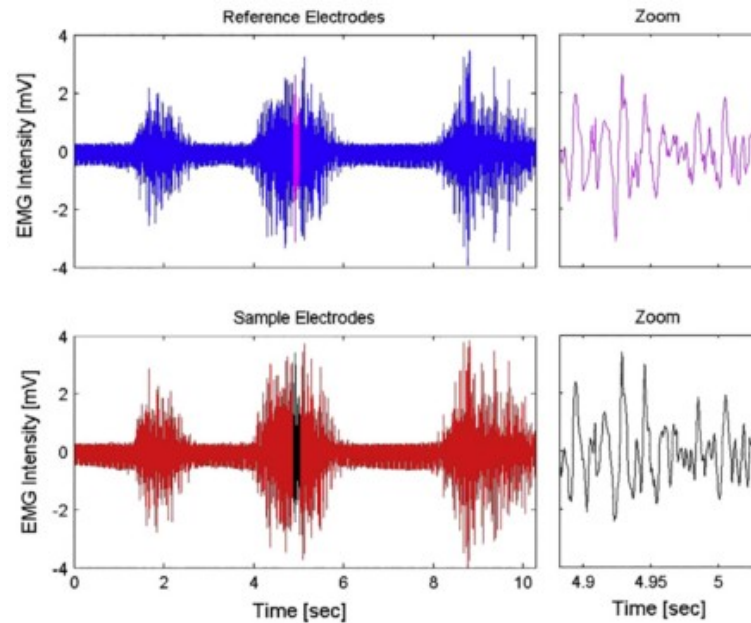 Reference Electrodes
Zoom
EMG Intensity [mV]
4
2
0
-2
-4
Sample Electrodes
Zoom
EMG Intensity [mV]
4
2
0
-2
-4
0 2 4 6 8 10
4.9 4.95 5
Time [sec]
Time [sec]